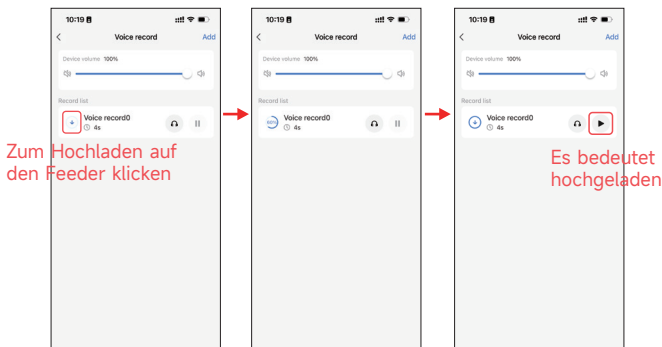 10:19
Voice record
Add
Device volume 100%
Record list
Voice record0
4s
Zum Hochladen auf
den Feeder klicken
10:19
Voice record
Add
Device volume 100%
Record list
60%
Voice record0
4s
10:19
Voice record
Add
Device volume 100%
Record list
Voice record0
4s
Es bedeutet
hochgeladen